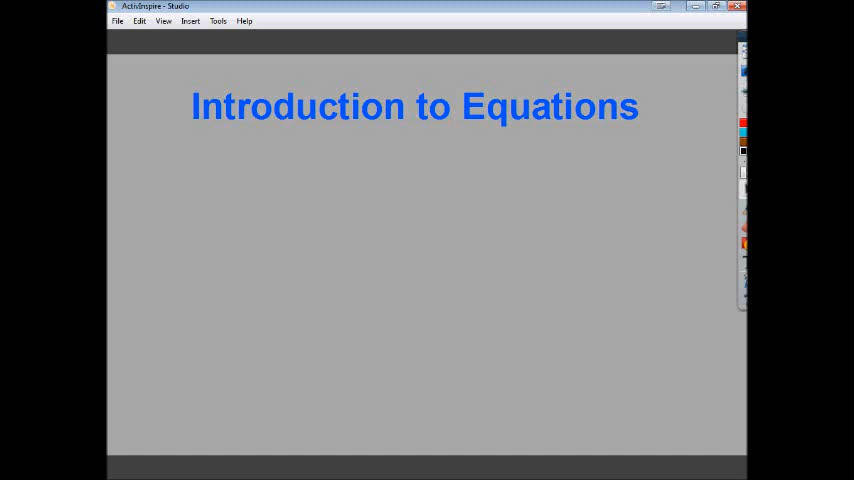 ActivInspire - Studio
File Edit View Insert Tools Help
Introduction to Equations